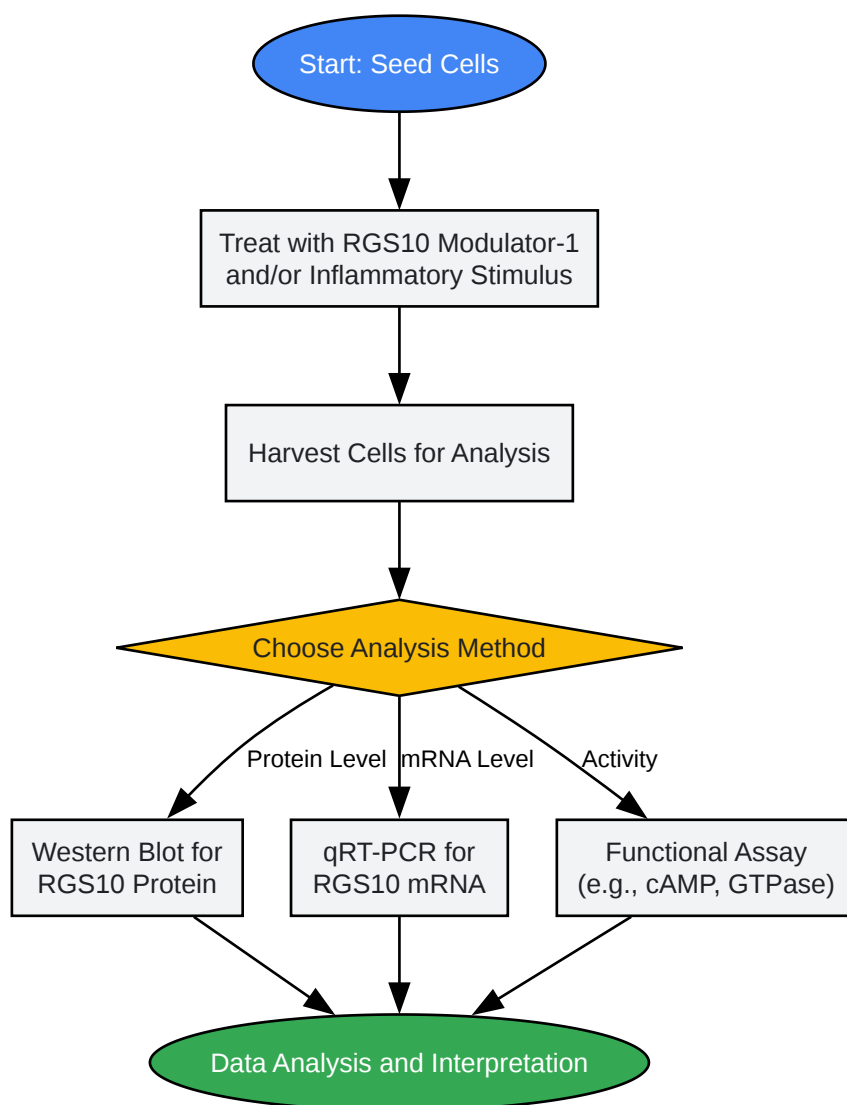 Start: Seed Cells
Treat with RGS10 Modulator-1
and/or Inflammatory Stimulus
Harvest Cells for Analysis
Choose Analysis Method
Protein Level
mRNA Level
Activity
Western Blot for
RGS10 Protein
qRT-PCR for
RGS10 mRNA
Functional Assay
(e.g., cAMP, GTPase)
Data Analysis and Interpretation